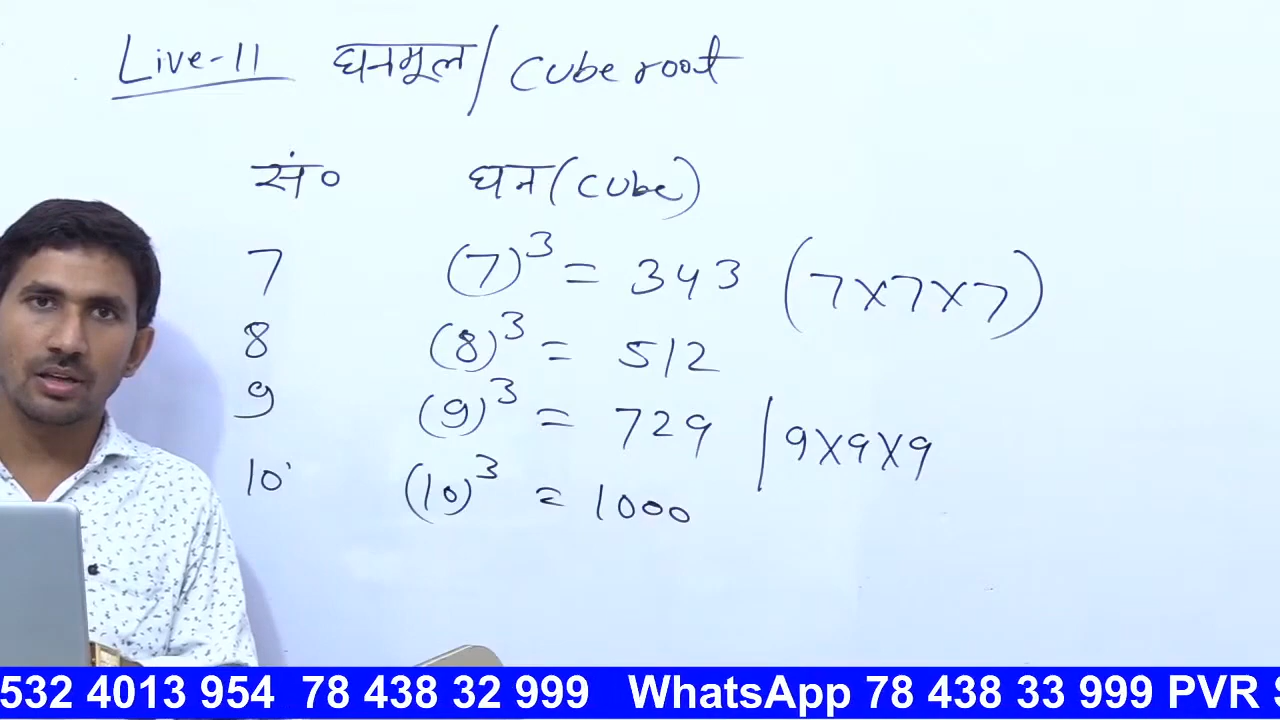 Live-11 घनमूल / Cube root
सं० घन (Cube)
7 (7)³ = 343 (7×7×7)
8 (8)³ = 512
9 (9)³ = 729 | 9×9×9
10 (10)³ = 1000
532 4013 954 78 438 32 999 WhatsApp 78 438 33 999 PVR